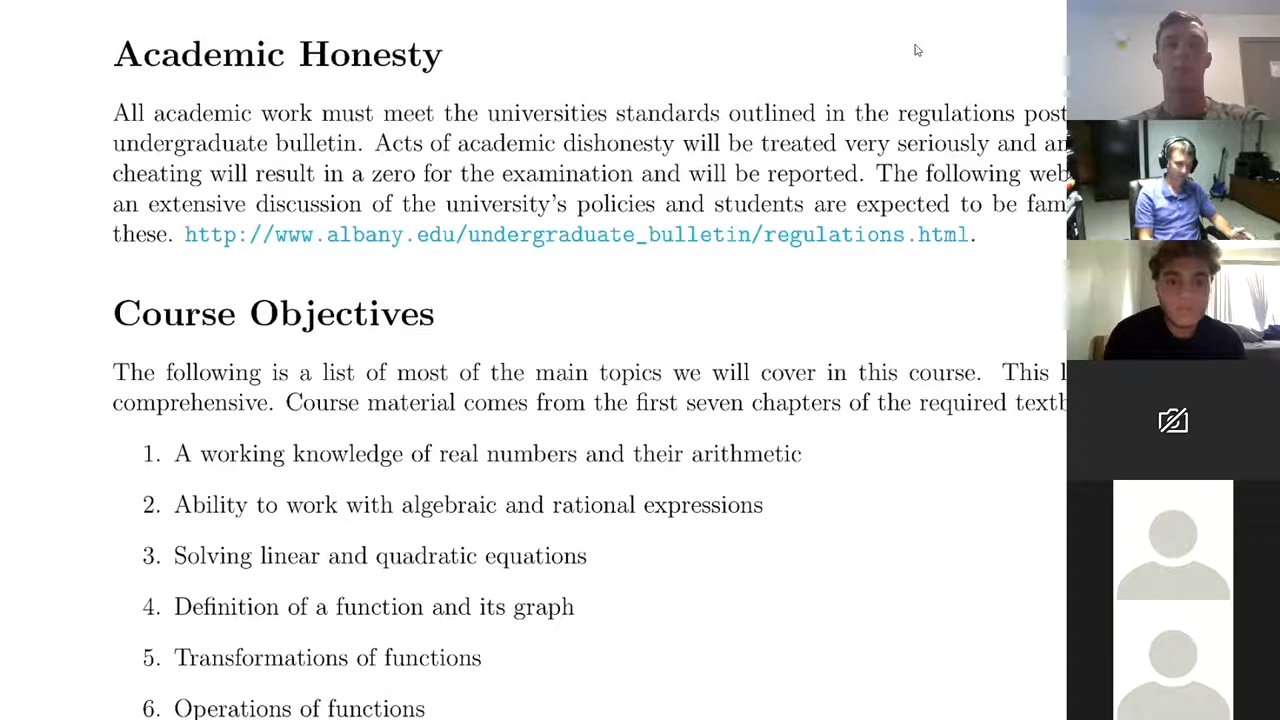 Academic Honesty
All academic work must meet the universities standards outlined in the regulations post
undergraduate bulletin. Acts of academic dishonesty will be treated very seriously and
cheating will result in a zero for the examination and will be reported. The following web
an extensive discussion of the university's policies and students are expected to be fam
these. http://www.albany.edu/undergraduate_bulletin/regulations.html.
Course Objectives
The following is a list of most of the main topics we will cover in this course. This
comprehensive. Course material comes from the first seven chapters of the required
1. A working knowledge of real numbers and their arithmetic
2. Ability to work with algebraic and rational expressions
3. Solving linear and quadratic equations
4. Definition of a function and its graph
5. Transformations of functions
6. Operations of functions